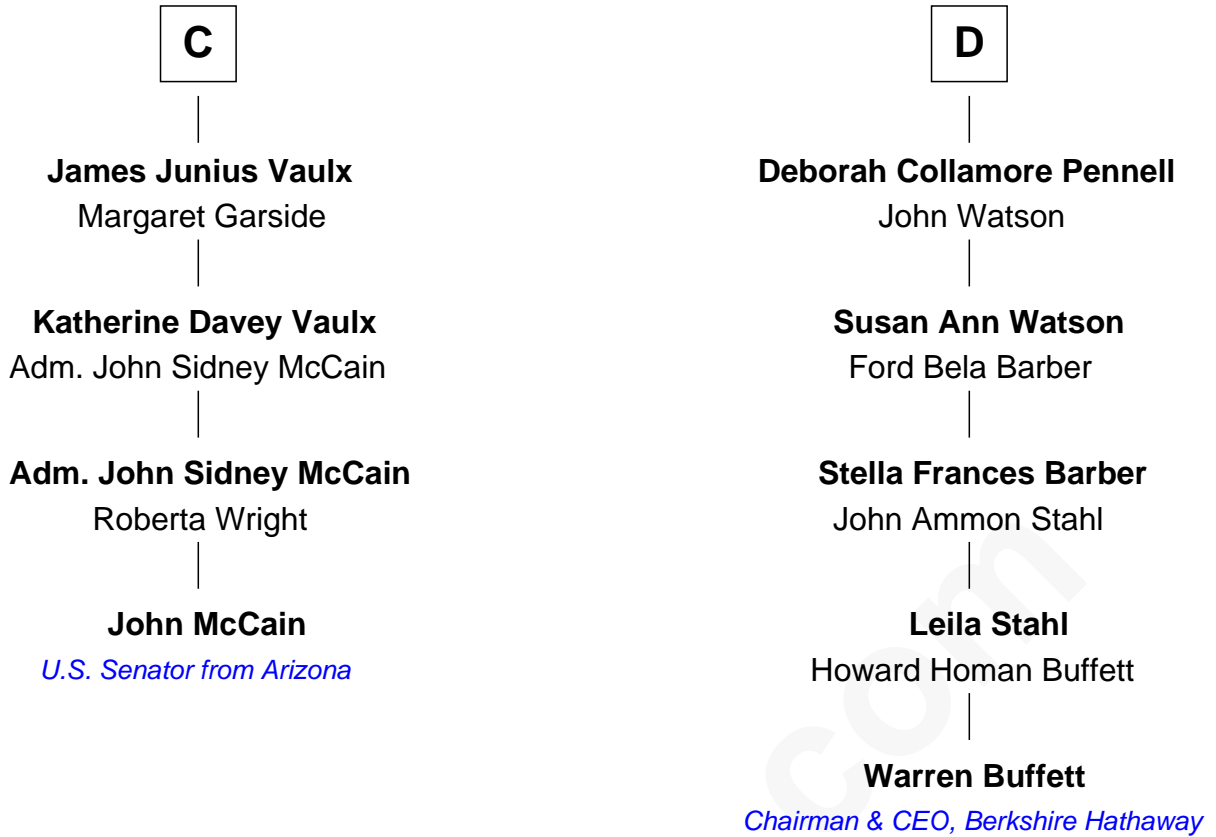 C
James Junius Vaulx
Margaret Garside
Katherine Davey Vaulx
Adm. John Sidney McCain
Adm. John Sidney McCain
Roberta Wright
John McCain
U.S. Senator from Arizona
D
Deborah Collamore Pennell
John Watson
Susan Ann Watson
Ford Bela Barber
Stella Frances Barber
John Ammon Stahl
Leila Stahl
Howard Homan Buffett
Warren Buffett
Chairman & CEO, Berkshire Hathaway
com